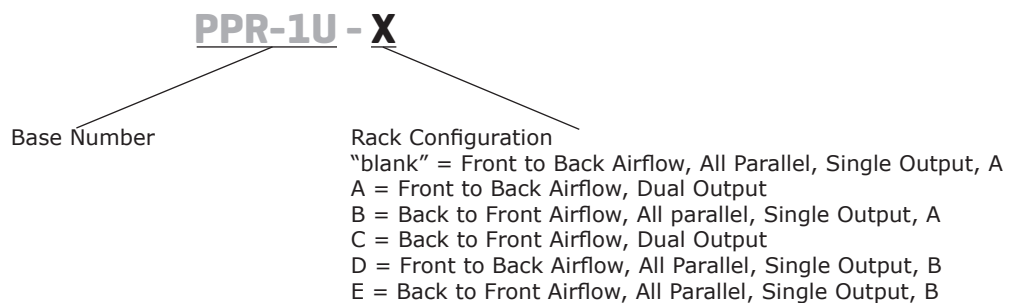 PPR-1U - X
Base Number
Rack Configuration
“blank” = Front to Back Airflow, All Parallel, Single Output, A
A = Front to Back Airflow, Dual Output
B = Back to Front Airflow, All parallel, Single Output, A
C = Back to Front Airflow, Dual Output
D = Front to Back Airflow, All Parallel, Single Output, B
E = Back to Front Airflow, All Parallel, Single Output, B